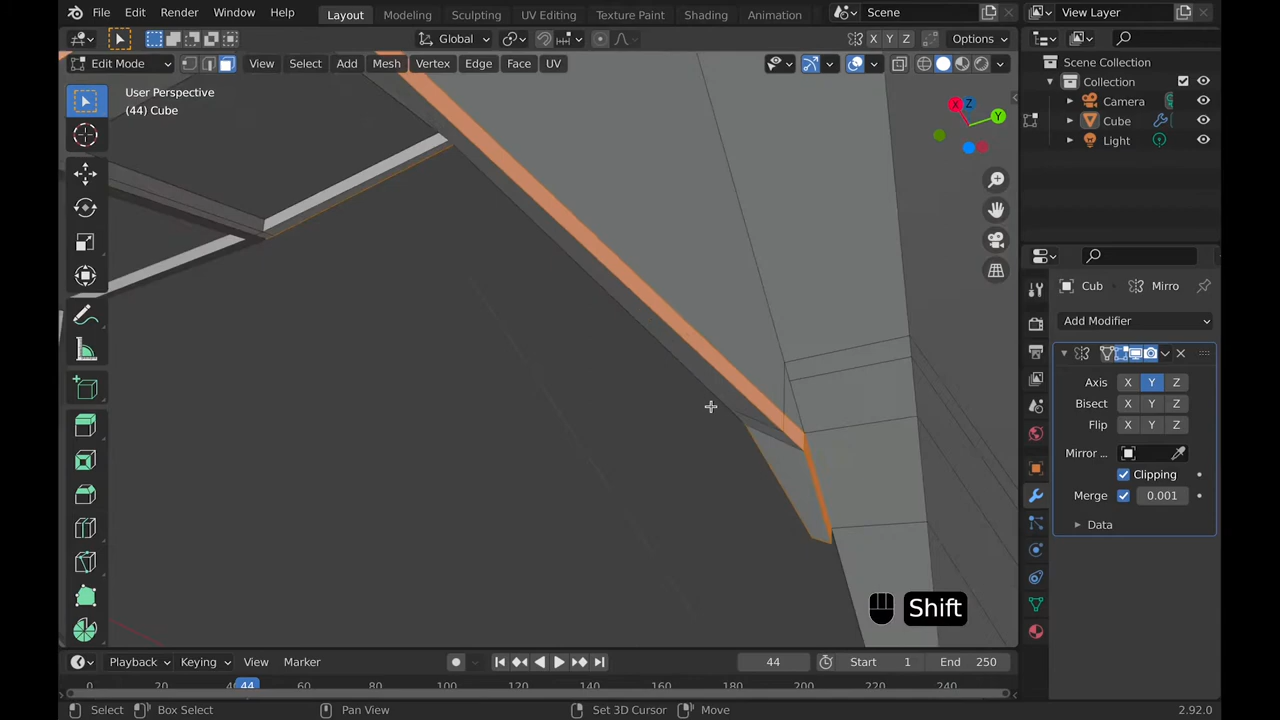 File Edit Render Window Help Layout Modeling Sculpting UV Editing Texture Paint Shading Animation Scene View Layer
Global X Y Z Options
Edit Mode View Select Add Mesh Vertex Edge Face UV
User Perspective
(44) Cube
X Z Y
Scene Collection
Collection
Camera
Cube
Light
Cub Mirro
Add Modifier
Axis X Y Z
Bisect X Y Z
Flip X Y Z
Mirror ...
Clipping
Merge 0.001
Data
Shift
Playback Keying View Marker 44 Start 1 End 250
0 44 60 80 100 120 140 160 180 200 220 240
Select Box Select Pan View Set 3D Cursor Move 2.92.0